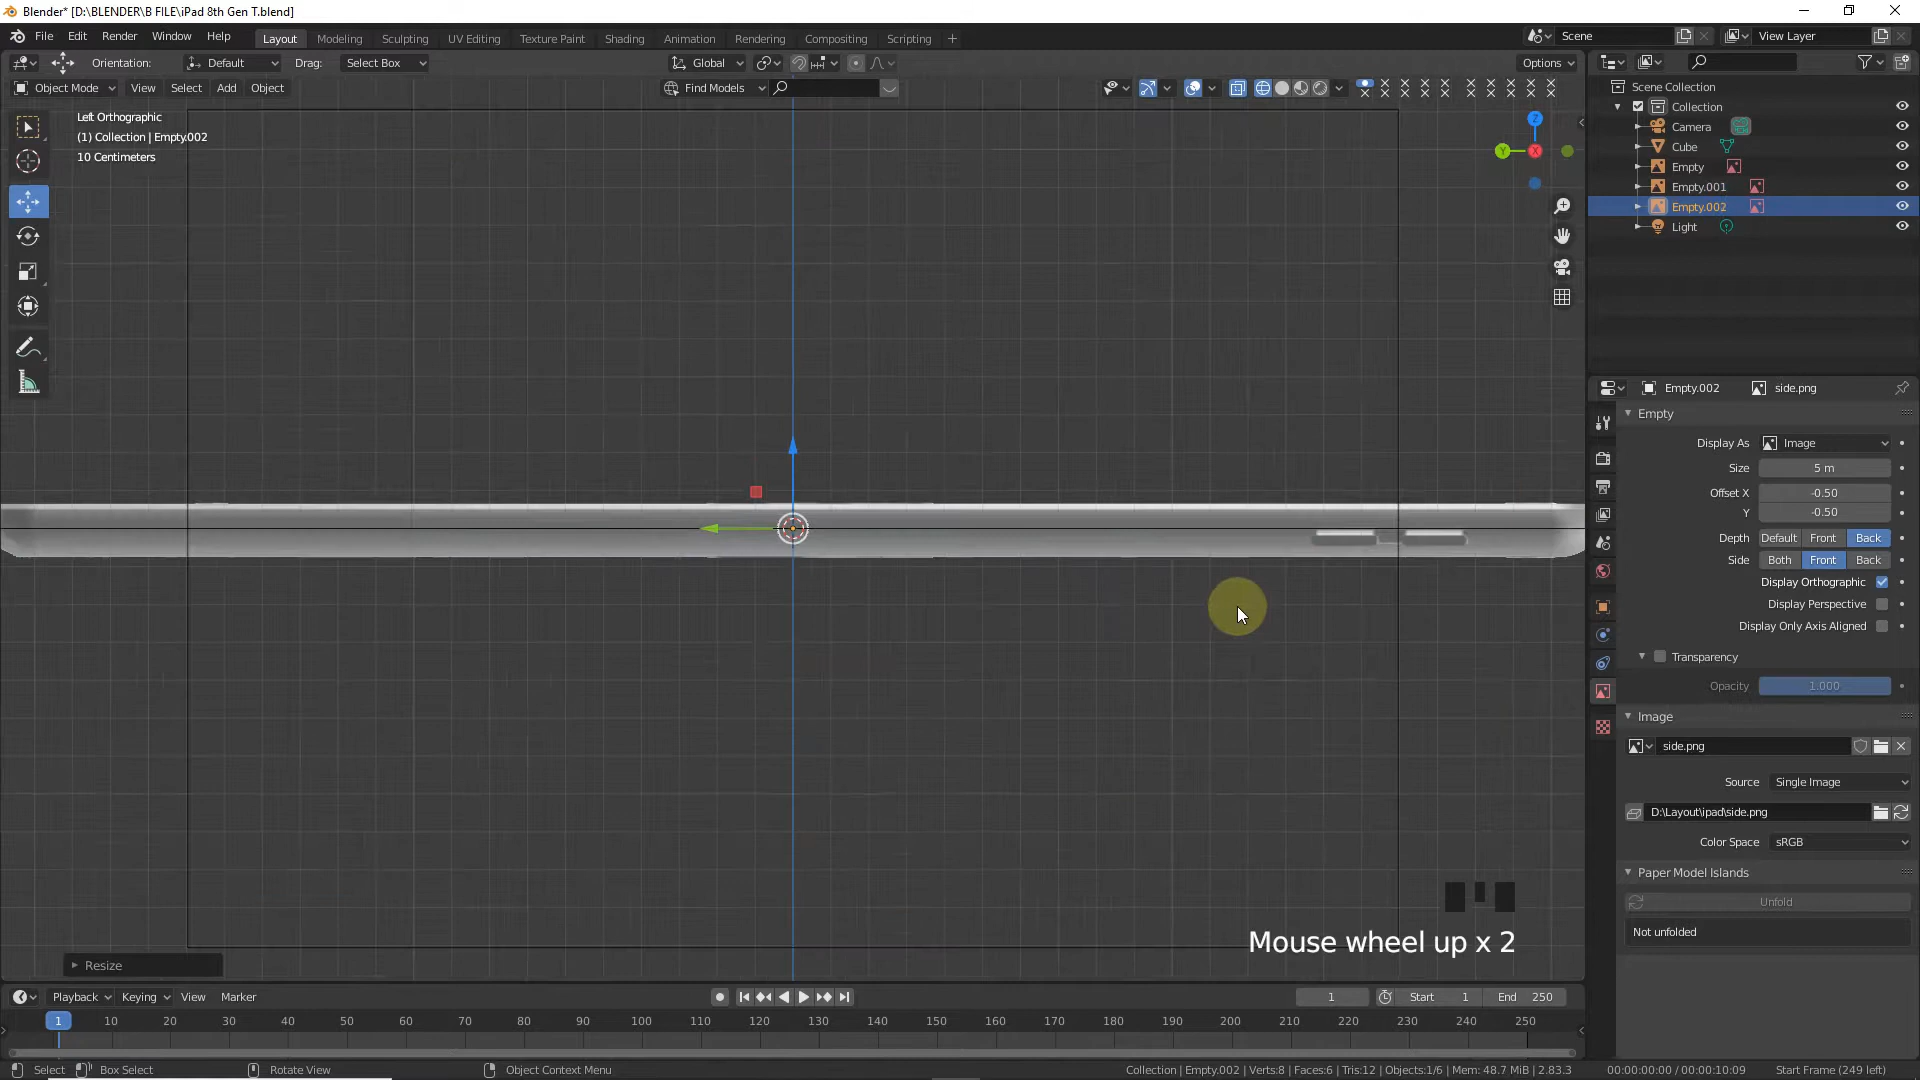 Blender* [D:\BLENDER\B FILE\iPad 8th Gen T.blend]
File Edit Render Window Help
Layout Modeling Sculpting UV Editing Texture Paint Shading Animation Rendering Compositing Scripting +
Scene
View Layer
Orientation: Default Drag: Select Box
Global
Options
Object Mode View Select Add Object
Find Models
Left Orthographic
(1) Collection | Empty.002
10 Centimeters
Z
Y
X
Scene Collection
Collection
Camera
Cube
Empty
Empty.001
Empty.002
Light
Empty.002 side.png
Empty
Display As Image
Size 5 m
Offset X -0.50
Y -0.50
Depth Default Front Back
Side Both Front Back
Display Orthographic
Display Perspective
Display Only Axis Aligned
Transparency
Opacity 1.000
Image
side.png
Source Single Image
D:\Layout\ipad\side.png
Color Space sRGB
Paper Model Islands
Unfold
Not unfolded
Mouse wheel up x 2
Resize
Playback Keying View Marker
1 Start 1 End 250
1 10 20 30 40 50 60 70 80 90 100 110 120 130 140 150 160 170 180 190 200 210 220 230 240 250
Select Box Select Rotate View Object Context Menu
Collection | Empty.002 | Verts:8 | Faces:6 | Tris:12 | Objects:1/6 | Mem: 48.7 MiB | 2.83.3
00:00:00:00 / 00:00:10:09
Start Frame (249 left)